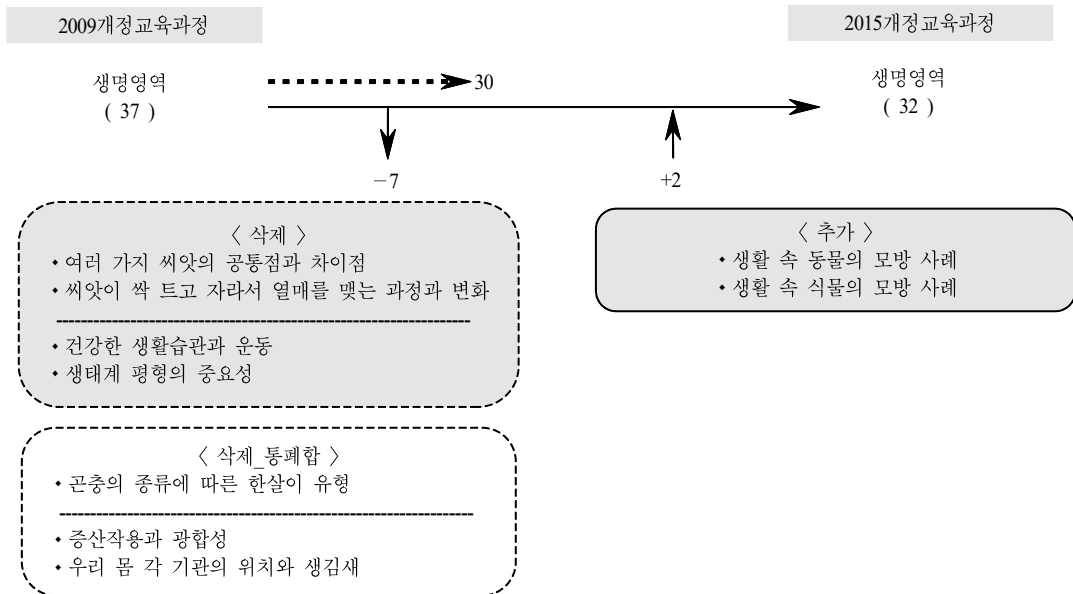 2009개정교육과정
2015개정교육과정
생명영역
( 37 )
30
생명영역
( 32 )
−7
+2
〈 삭제 〉
• 여러 가지 씨앗의 공통점과 차이점
• 씨앗이 싹 트고 자라서 열매를 맺는 과정과 변화
• 건강한 생활습관과 운동
• 생태계 평형의 중요성
〈 추가 〉
• 생활 속 동물의 모방 사례
• 생활 속 식물의 모방 사례
〈 삭제_통폐합 〉
• 곤충의 종류에 따른 한살이 유형
• 증산작용과 광합성
• 우리 몸 각 기관의 위치와 생김새